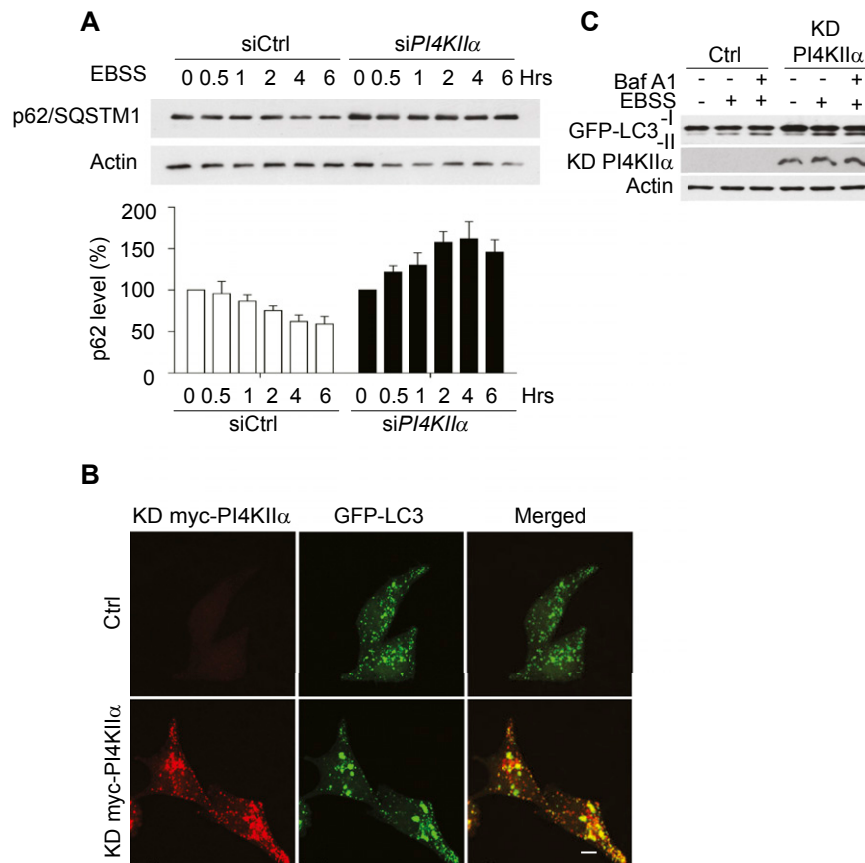 A
siCtrl siPI4KIIα
EBSS 0 0.5 1 2 4 6 0 0.5 1 2 4 6 Hrs
p62/SQSTM1
Actin
200
150
100
50
0
p62 level (%)
0 0.5 1 2 4 6 0 0.5 1 2 4 6 Hrs
siCtrl siPI4KIIα
C
KD
Ctrl PI4KIIα
Baf A1 - - + - - +
EBSS - + + - + +
GFP-LC3 -I
-II
KD PI4KIIα
Actin
B
KD myc-PI4KIIα GFP-LC3 Merged
Ctrl
KD myc-PI4KIIα